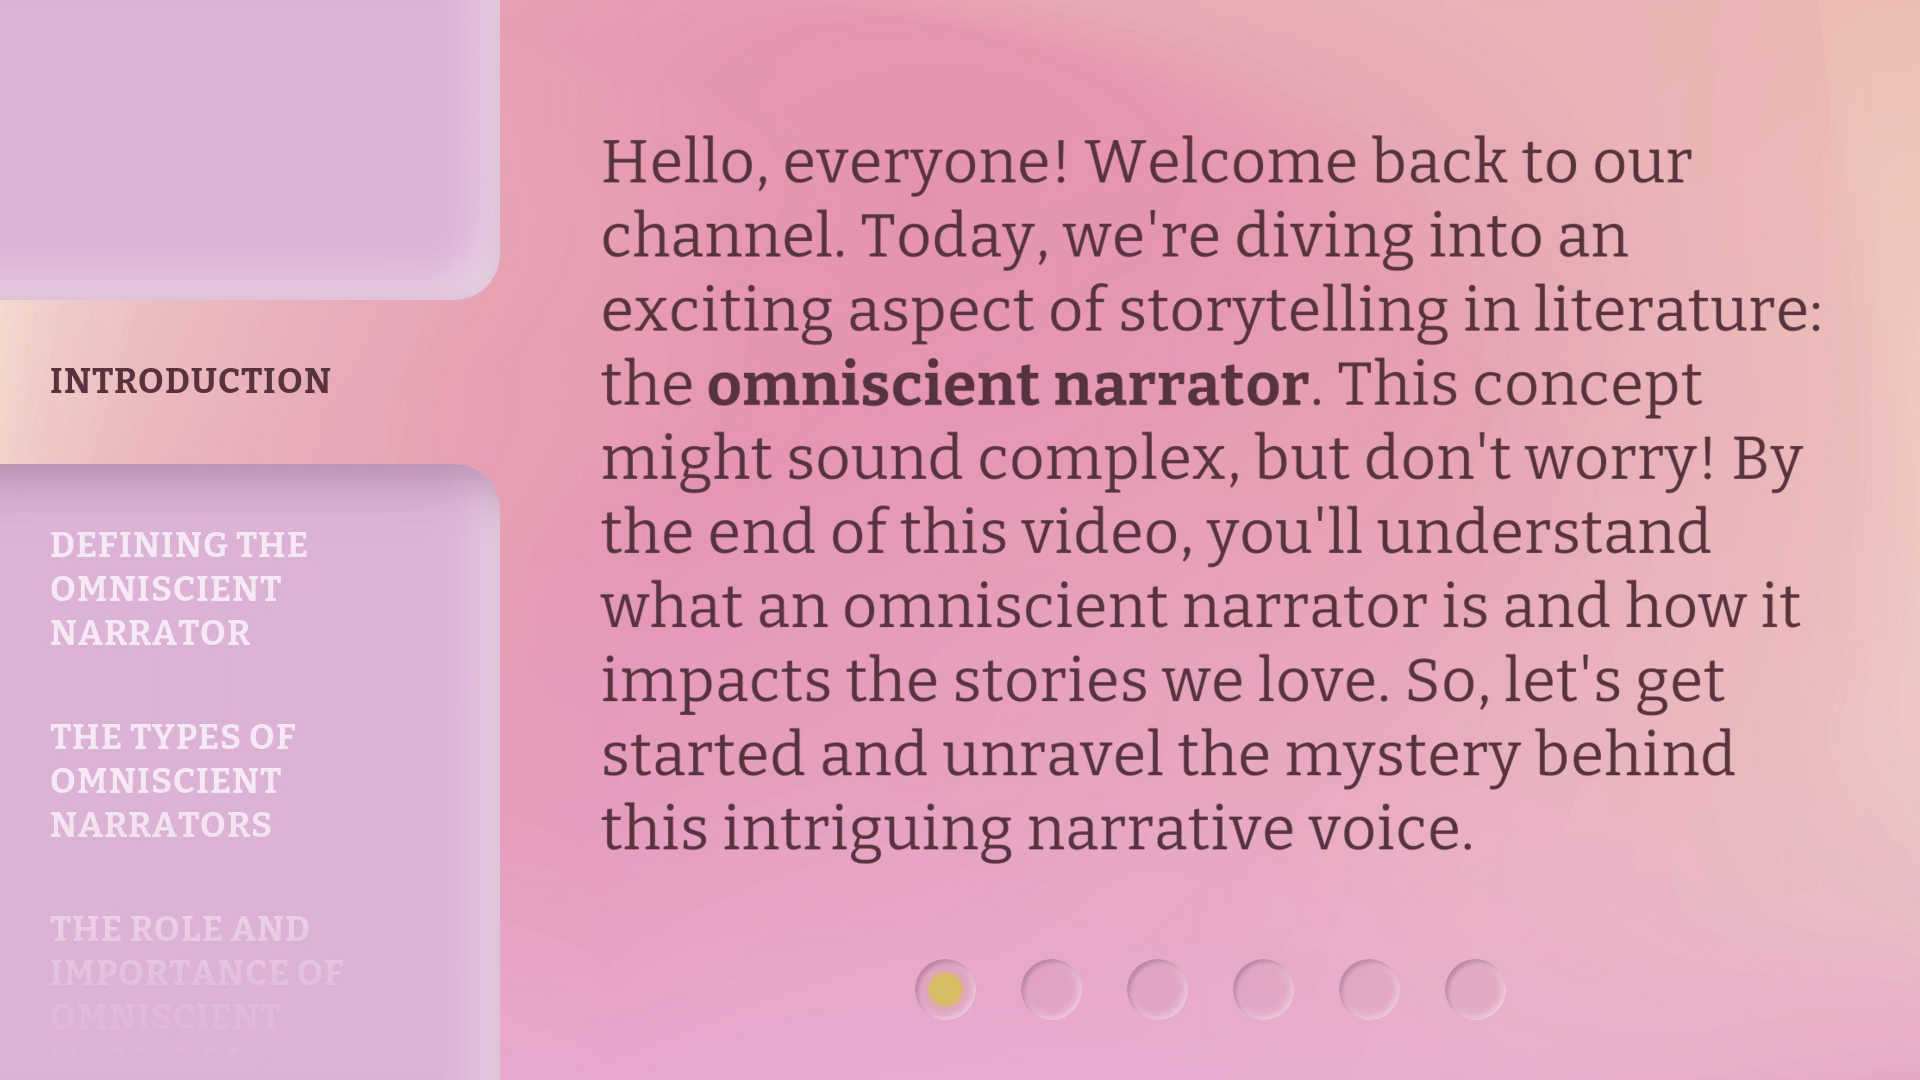 INTRODUCTION
DEFINING THE
OMNISCIENT
NARRATOR
THE TYPES OF
OMNISCIENT
NARRATORS
THE ROLE AND
IMPORTANCE OF
OMNISCIENT
NARRATORS
Hello, everyone! Welcome back to our
channel. Today, we're diving into an
exciting aspect of storytelling in literature:
the omniscient narrator. This concept
might sound complex, but don't worry! By
the end of this video, you'll understand
what an omniscient narrator is and how it
impacts the stories we love. So, let's get
started and unravel the mystery behind
this intriguing narrative voice.